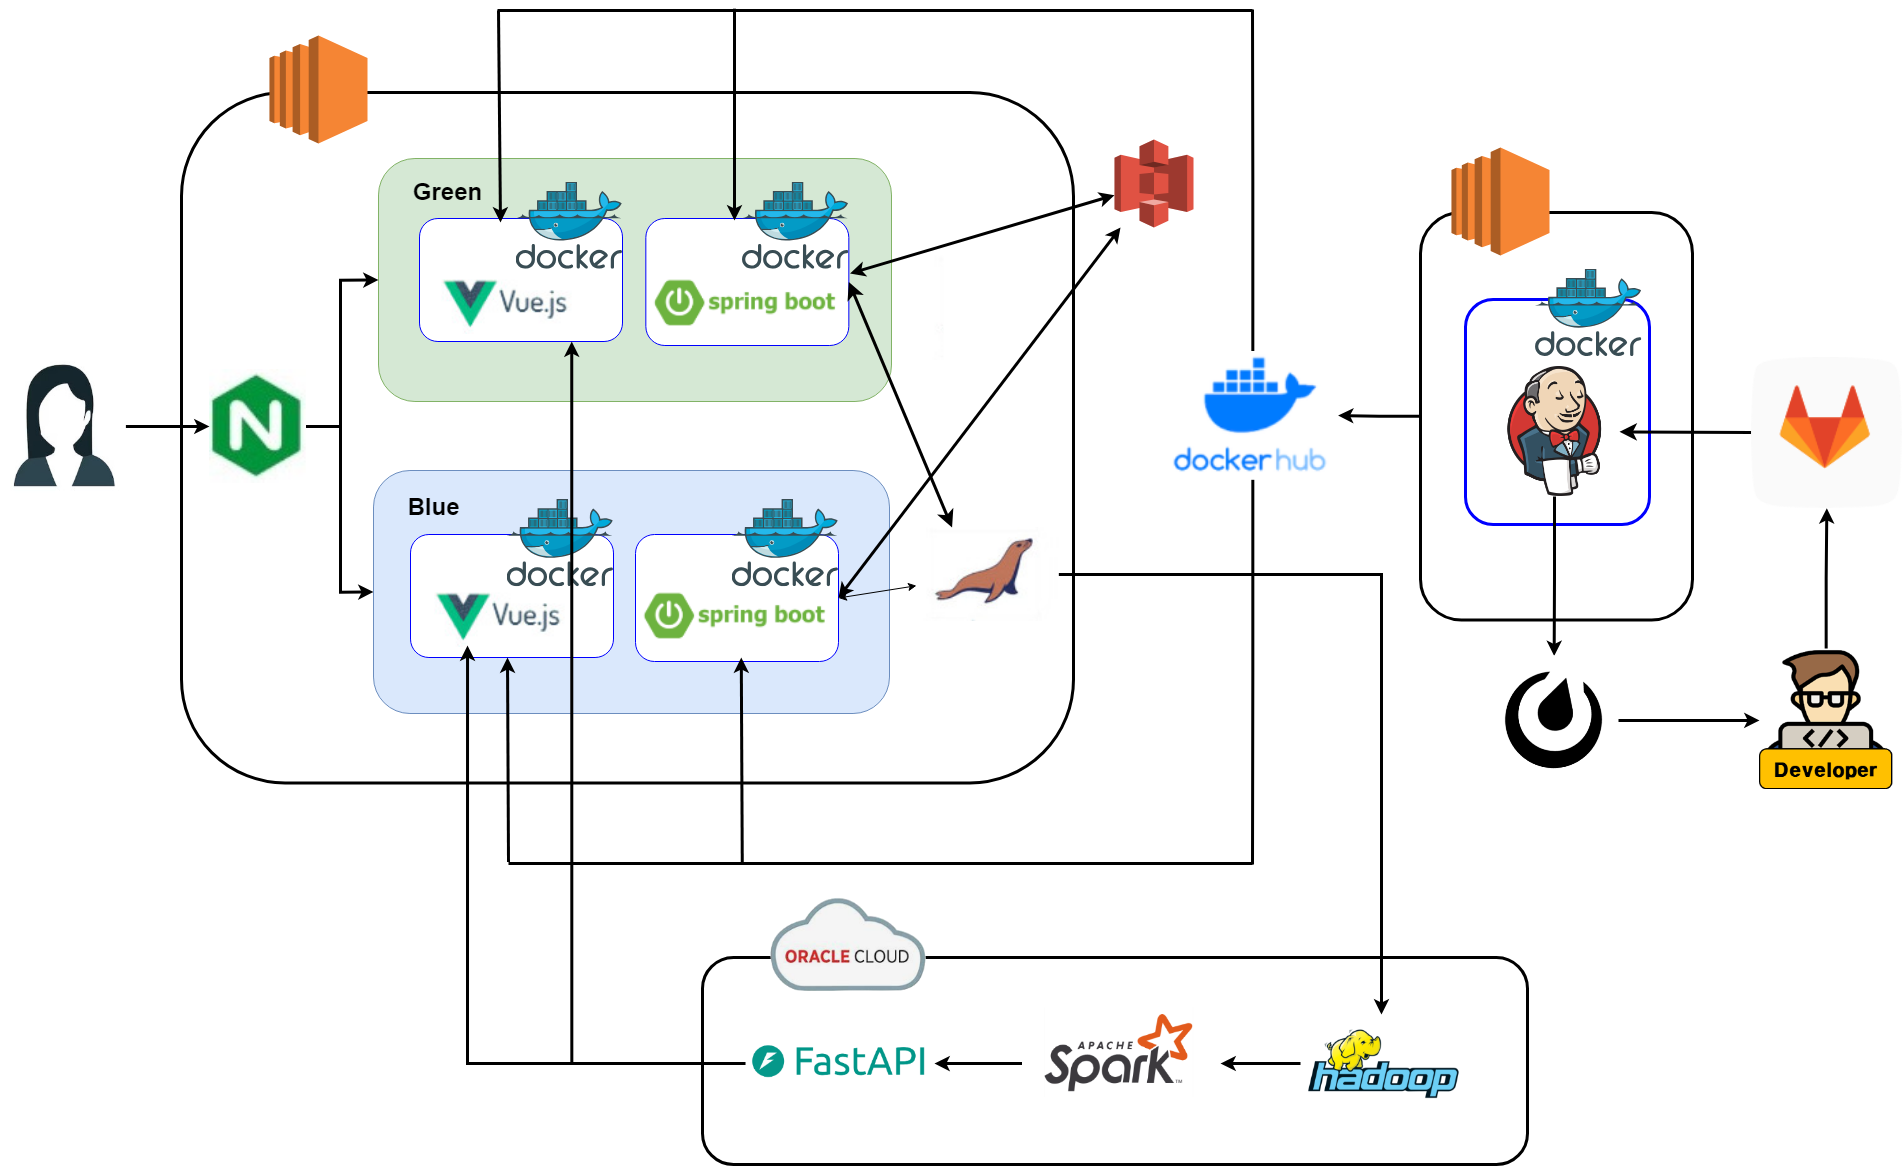 Green
docker
Vue.js
docker
spring boot
Blue
docker
Vue.js
docker
spring boot
docker hub
docker
Developer
ORACLE CLOUD
FastAPI
APACHE
Spark
TM
hadoop